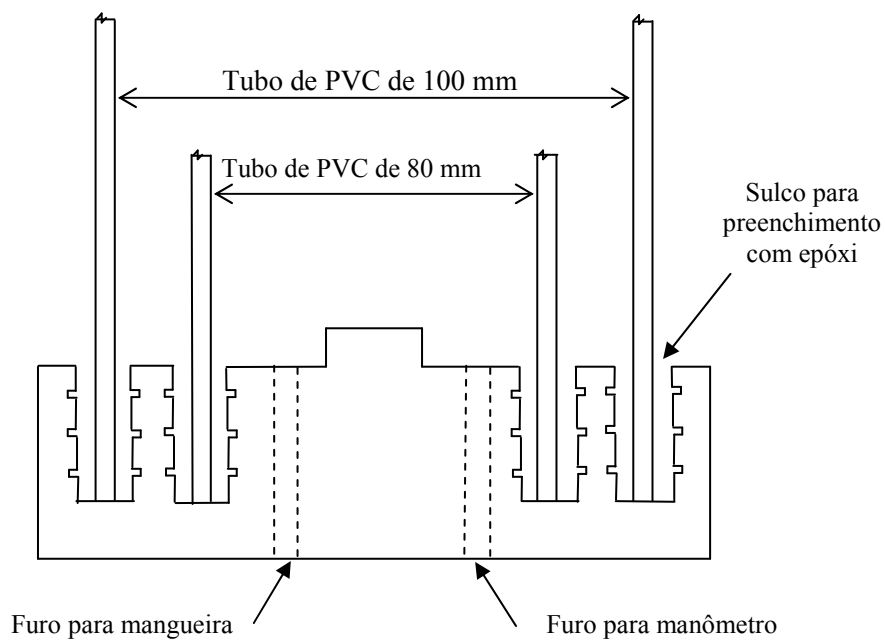 Tubo de PVC de 100 mm
Tubo de PVC de 80 mm
Sulco para
preenchimento
com epóxi
Furo para mangueira
Furo para manômetro